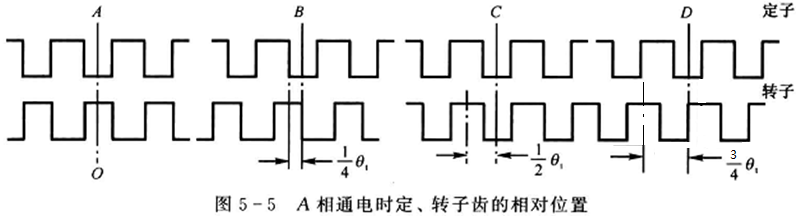 A B C D 定子
转子
O 1/4 θt 1/2 θt 3/4 θt
图 5-5 A 相通电时定、转子齿的相对位置